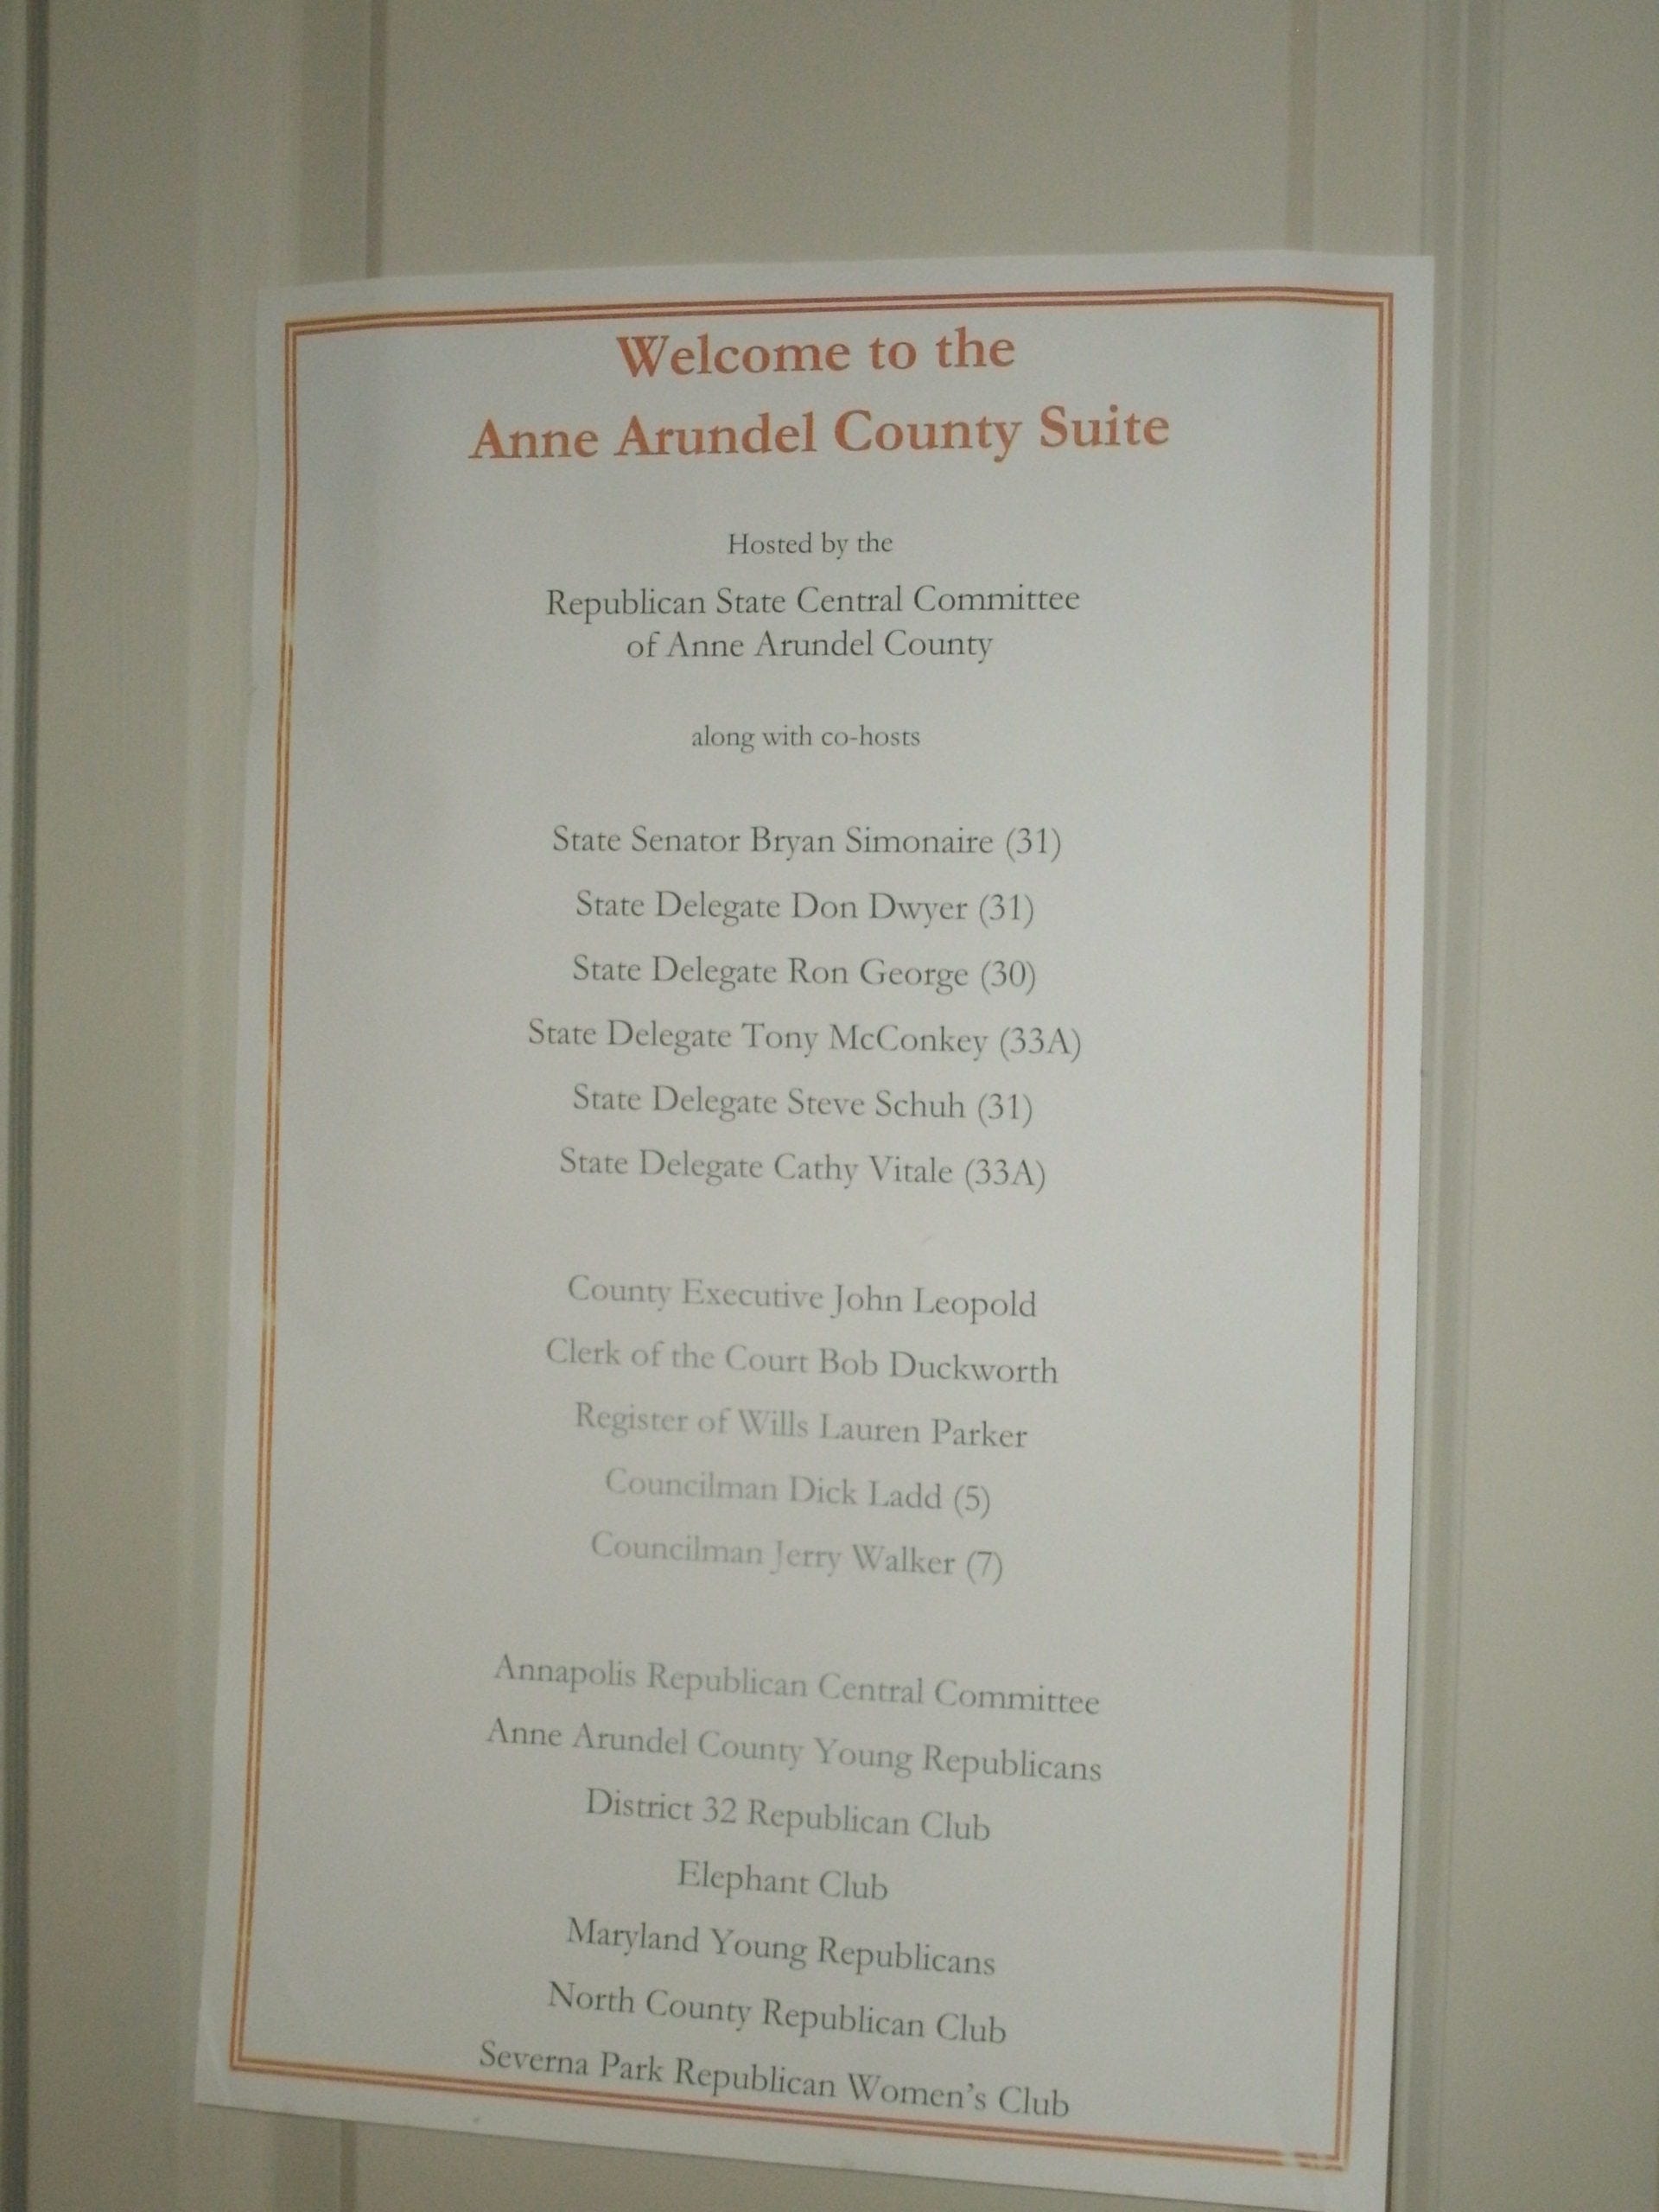 Welcome to the
Anne Arundel County Suite
Hosted by the
Republican State Central Committee
of Anne Arundel County
along with co-hosts
State Senator Bryan Simonaire (31)
State Delegate Don Dwyer (31)
State Delegate Ron George (30)
State Delegate Tony McConkey (33A)
State Delegate Steve Schuh (31)
State Delegate Cathy Vitale (33A)
County Executive John Leopold
Clerk of the Court Bob Duckworth
Register of Wills Lauren Parker
Councilman Dick Ladd (5)
Councilman Jerry Walker (7)
Annapolis Republican Central Committee
Anne Arundel County Young Republicans
District 32 Republican Club
Elephant Club
Maryland Young Republicans
North County Republican Club
Severna Park Republican Women's Club